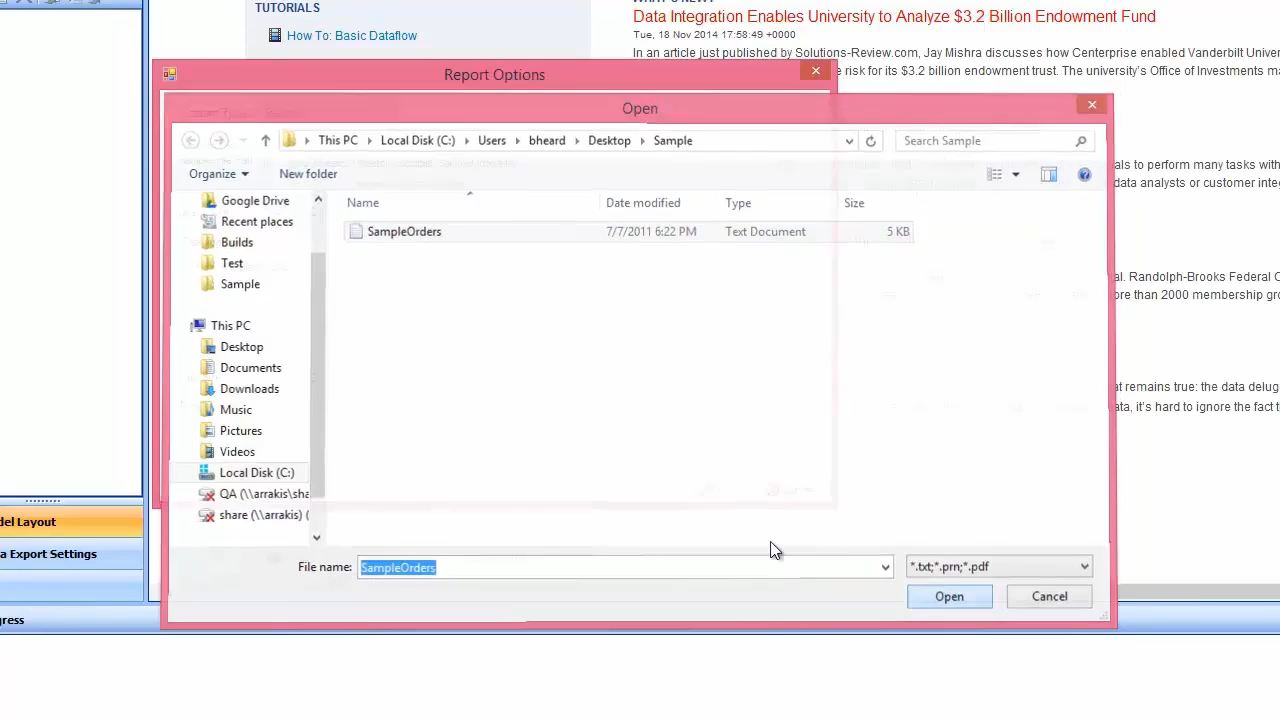 TUTORIALS
How To: Basic Dataflow
Data Integration Enables University to Analyze $3.2 Billion Endowment Fund
Tue, 18 Nov 2014 17:58:49 +0000
In an article just published by Solutions-Review.com, Jay Mishra discusses how Centerprise enabled Vanderbilt Univer
risk for its $3.2 billion endowment trust. The university's Office of Investments ma
Report Options
Open
This PC
Local Disk (C:)
Users
bheard
Desktop
Sample
Search Sample
Organize
New folder
als to perform many tasks with
data analysts or customer integ
Name
Date modified
Type
Size
SampleOrders
7/7/2011 6:22 PM
Text Document
5 KB
Google Drive
Recent places
Builds
Test
Sample
This PC
Desktop
Documents
Downloads
Music
Pictures
Videos
Local Disk (C:)
QA (\\arrakis\sha
share (\\arrakis) (
al. Randolph-Brooks Federal C
ore than 2000 membership gro
at remains true: the data delug
ata, it's hard to ignore the fact t
del Layout
a Export Settings
gress
File name:
SampleOrders
*.txt;*.prn;*.pdf
Open
Cancel